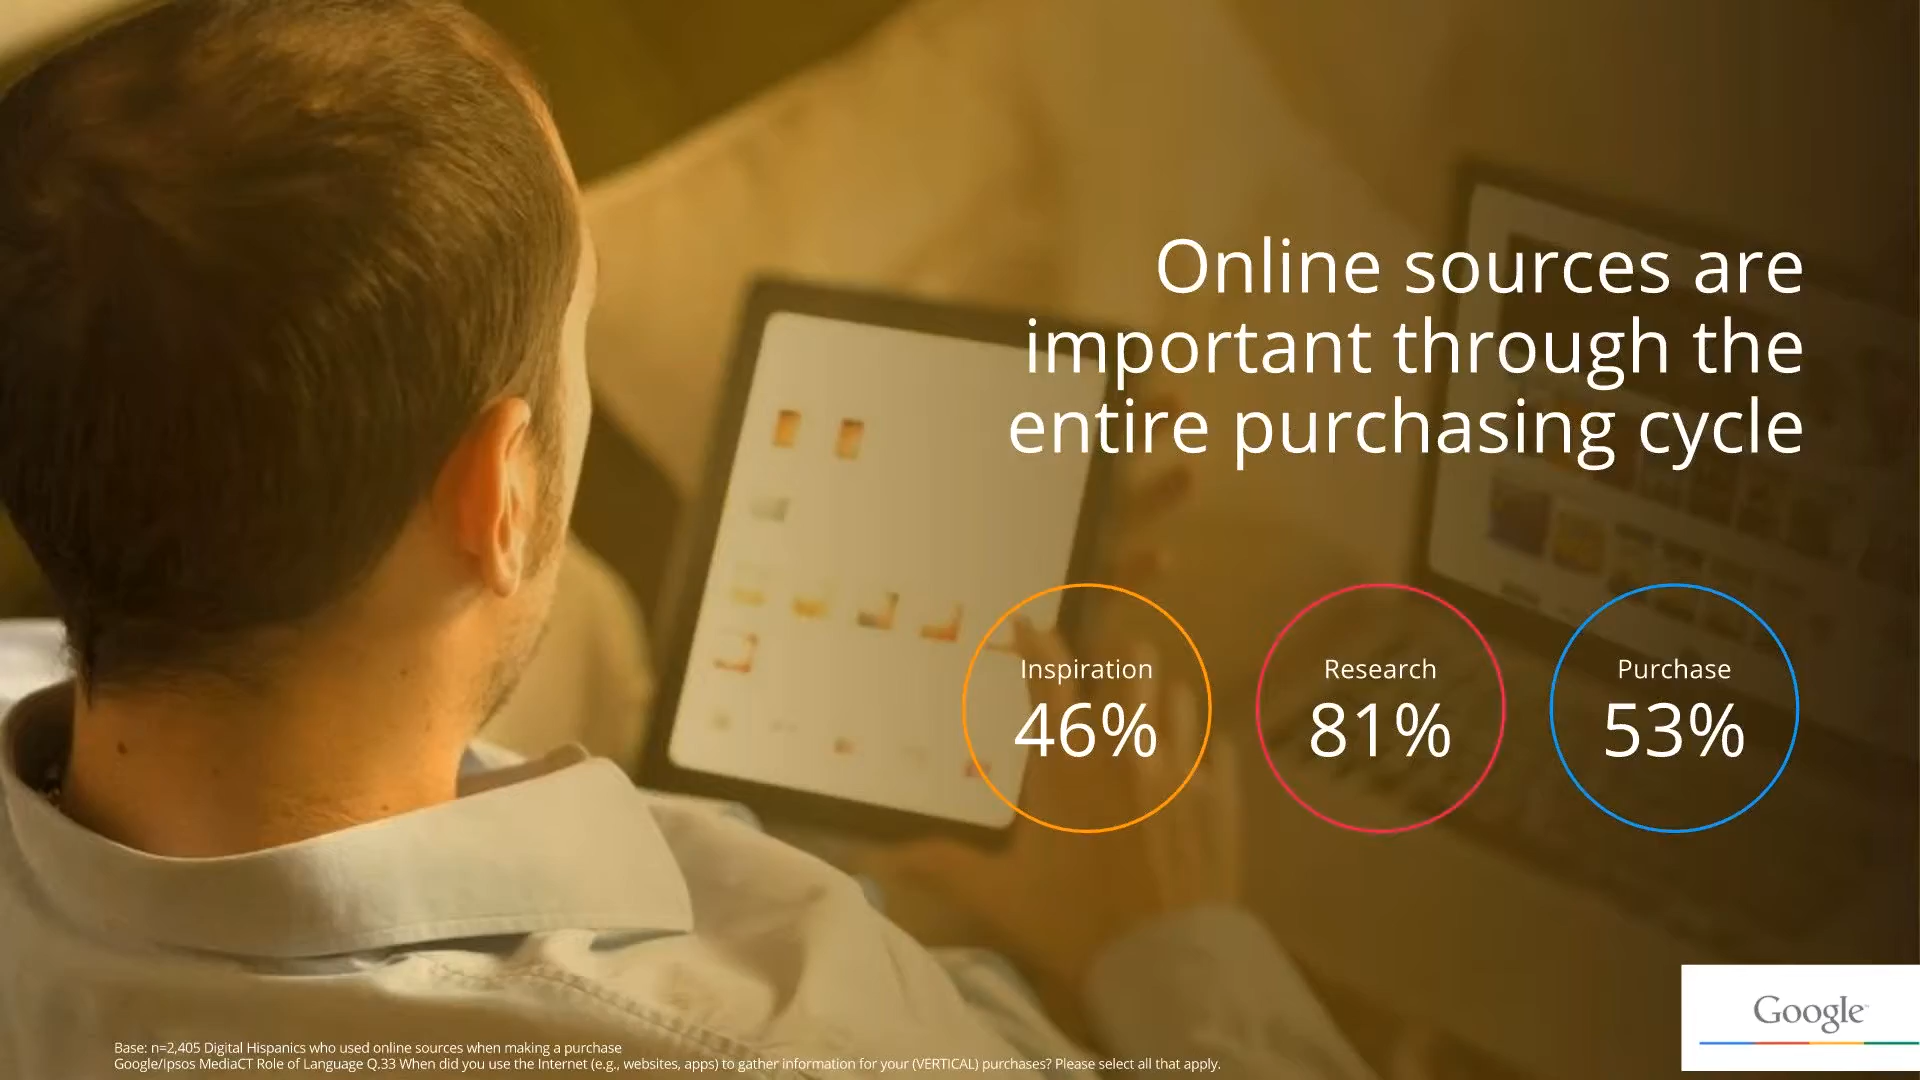 Online sources are
important through the
entire purchasing cycle
Inspiration
46%
Research
81%
Purchase
53%
Base: n=2,405 Digital Hispanics who used online sources when making a purchase
Google/Ipsos MediaCT Role of Language Q.33 When did you use the Internet (e.g., websites, apps) to gather information for your (VERTICAL) purchases? Please select all that apply.
Google